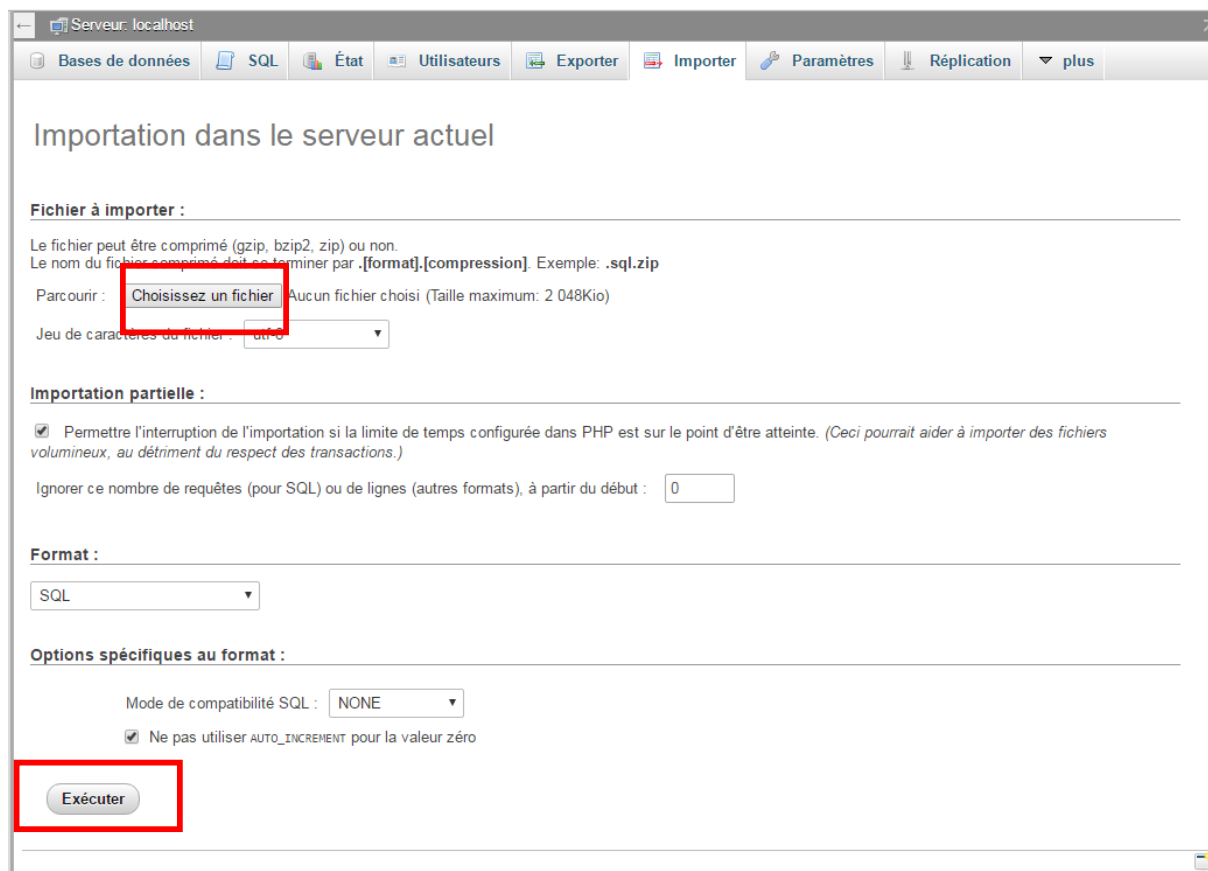 Serveur: localhost
Bases de données SQL État Utilisateurs Exporter Importer Paramètres Réplication plus
Importation dans le serveur actuel
Fichier à importer :
Le fichier peut être comprimé (gzip, bzip2, zip) ou non.
Le nom du fichier comprimé doit se terminer par .[format].[compression]. Exemple: .sql.zip
Parcourir : Choisissez un fichier Aucun fichier choisi (Taille maximum: 2 048Kio)
Jeu de caractères du fichier : utf-8
Importation partielle :
Permettre l'interruption de l'importation si la limite de temps configurée dans PHP est sur le point d'être atteinte. (Ceci pourrait aider à importer des fichiers
volumineux, au détriment du respect des transactions.)
Ignorer ce nombre de requêtes (pour SQL) ou de lignes (autres formats), à partir du début : 0
Format :
SQL
Options spécifiques au format :
Mode de compatibilité SQL : NONE
Ne pas utiliser AUTO_INCREMENT pour la valeur zéro
Exécuter